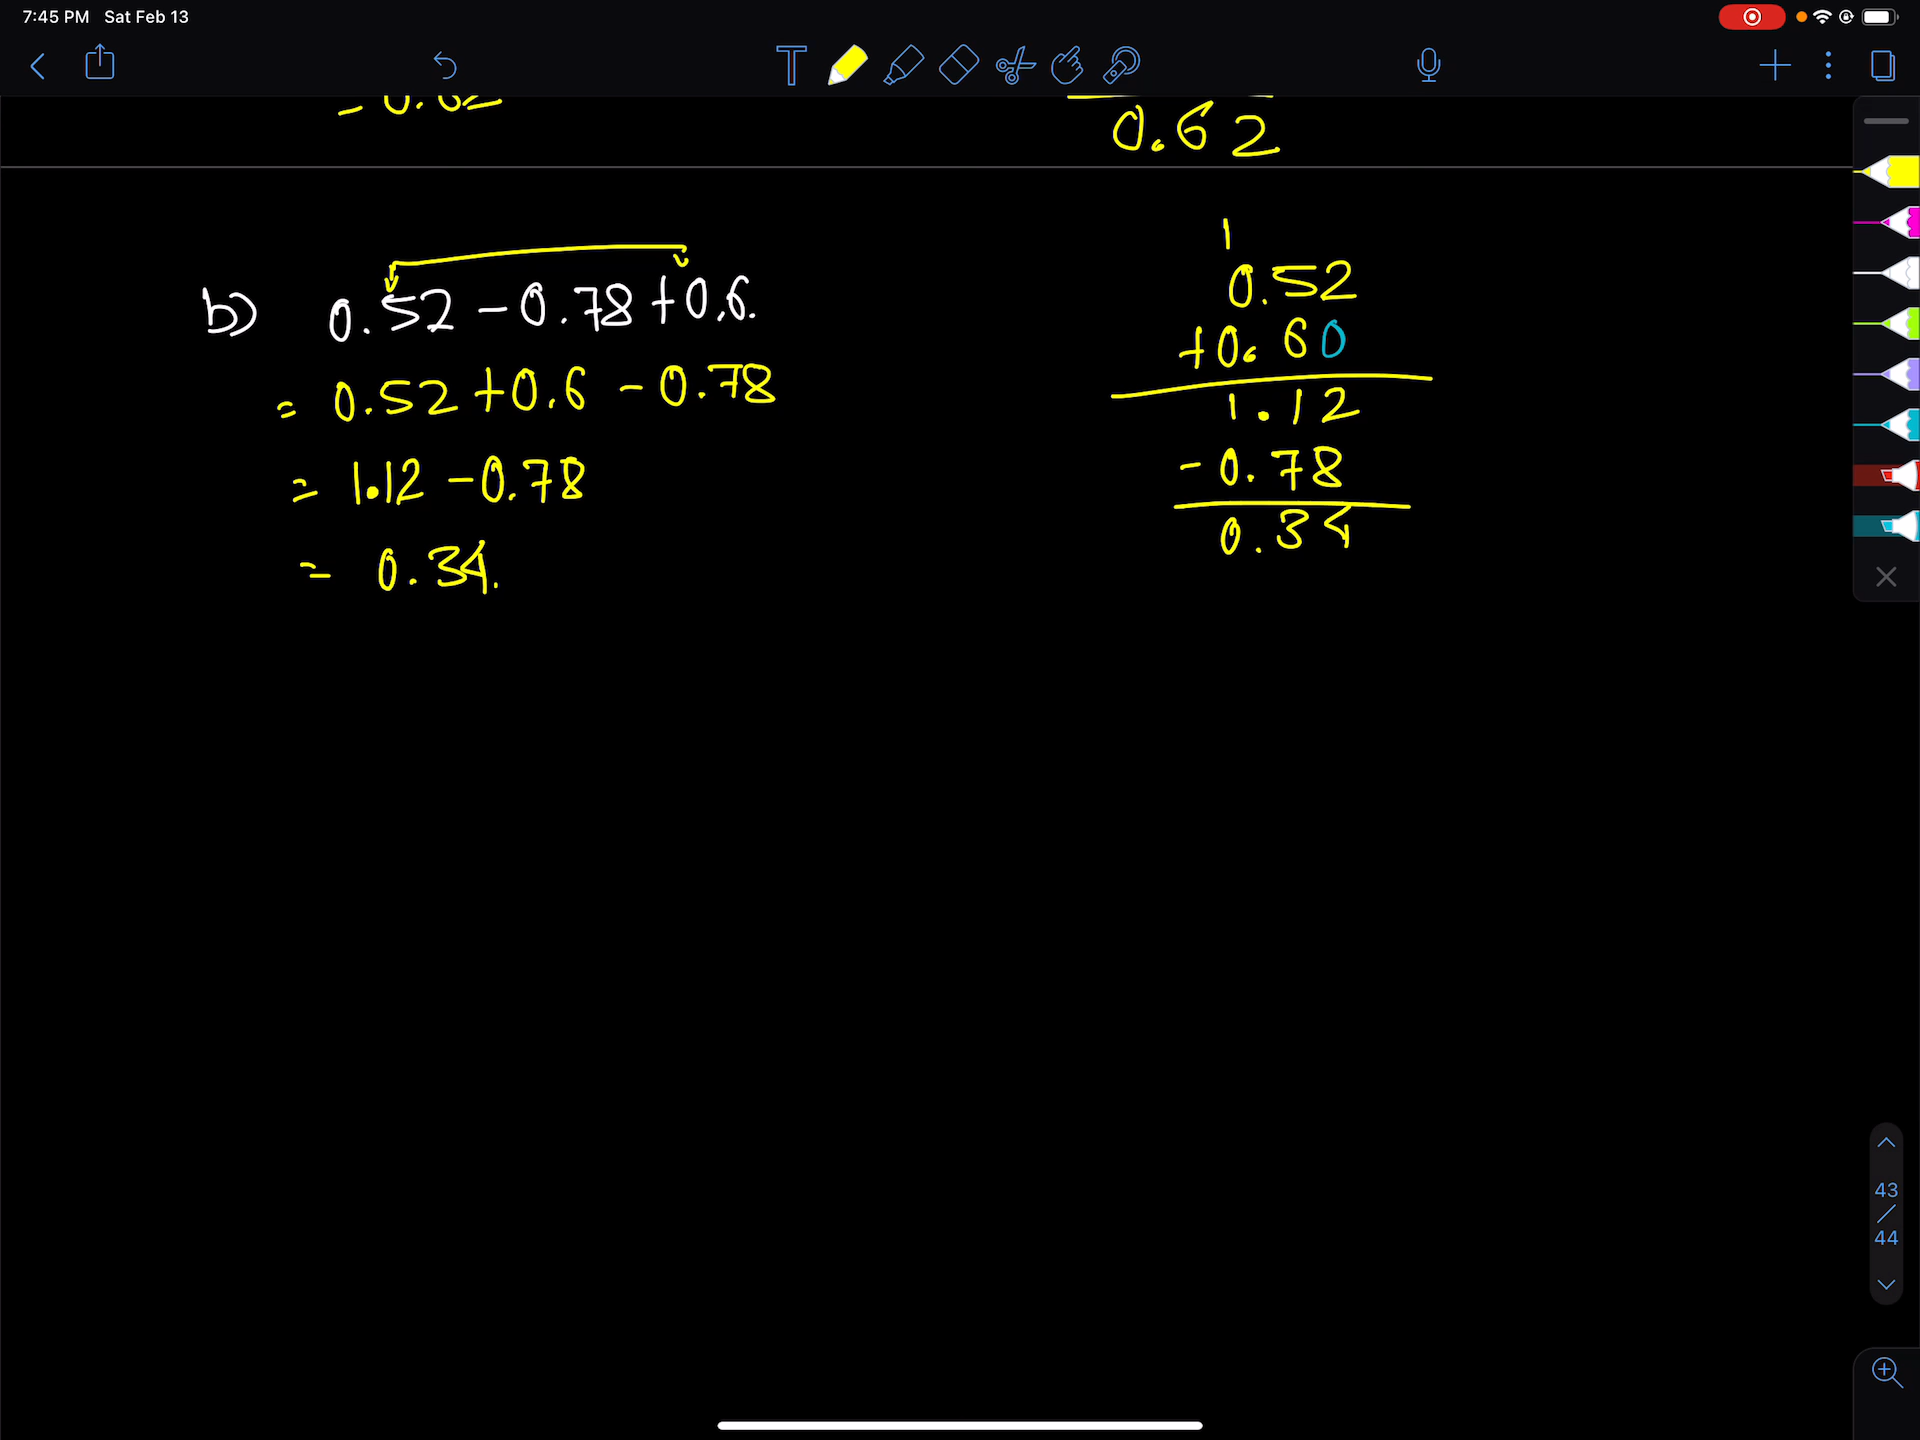 7:45 PM Sat Feb 13
0.62
b) 0.52 - 0.78 + 0.6.
= 0.52 + 0.6 - 0.78
= 1.12 - 0.78
= 0.34.
1
0.52
+0.60
1.12
- 0.78
0.34
43
/
44